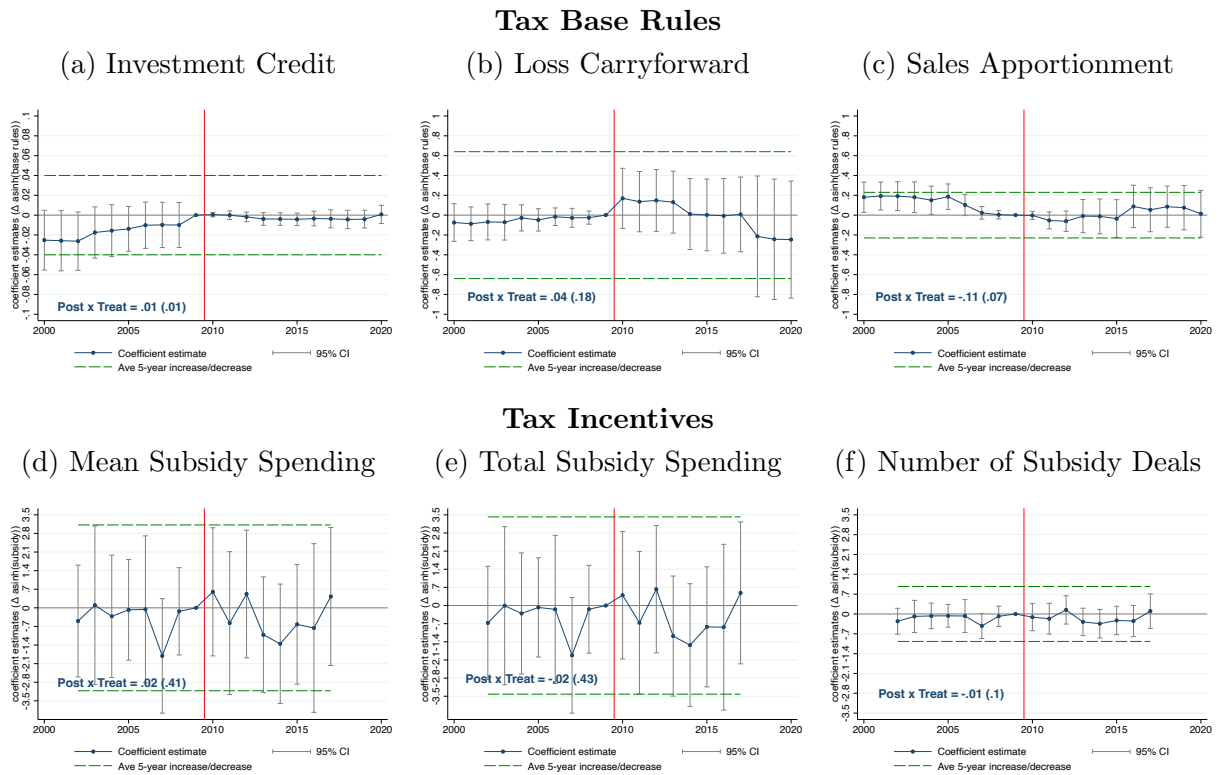 Tax Base Rules
(a) Investment Credit
(b) Loss Carryforward
(c) Sales Apportionment
coefficient estimates (Δ asinh(base rules))
.1
.08
.06
.04
.02
0
-.02
-.04
-.06
-.08
-.1
Post x Treat = .01 (.01)
2000
2005
2010
2015
2020
Coefficient estimate
95% CI
Ave 5-year increase/decrease
coefficient estimates (Δ asinh(base rules))
1
.8
.6
.4
.2
0
-.2
-.4
-.6
-.8
-1
Post x Treat = .04 (.18)
2000
2005
2010
2015
2020
Coefficient estimate
95% CI
Ave 5-year increase/decrease
coefficient estimates (Δ asinh(base rules))
1
.8
.6
.4
.2
0
-.2
-.4
-.6
-.8
-1
Post x Treat = -.11 (.07)
2000
2005
2010
2015
2020
Coefficient estimate
95% CI
Ave 5-year increase/decrease
Tax Incentives
(d) Mean Subsidy Spending
(e) Total Subsidy Spending
(f) Number of Subsidy Deals
coefficient estimates (Δ asinh(subsidy))
3.5
2.8
2.1
1.4
.7
0
-.7
-1.4
-2.1
-2.8
-3.5
Post x Treat = .02 (.41)
2000
2005
2010
2015
2020
Coefficient estimate
95% CI
Ave 5-year increase/decrease
coefficient estimates (Δ asinh(subsidy))
3.5
2.8
2.1
1.4
.7
0
-.7
-1.4
-2.1
-2.8
-3.5
Post x Treat = -.02 (.43)
2000
2005
2010
2015
2020
Coefficient estimate
95% CI
Ave 5-year increase/decrease
coefficient estimates (Δ asinh(subsidy))
3.5
2.8
2.1
1.4
.7
0
-.7
-1.4
-2.1
-2.8
-3.5
Post x Treat = -.01 (.1)
2000
2005
2010
2015
2020
Coefficient estimate
95% CI
Ave 5-year increase/decrease